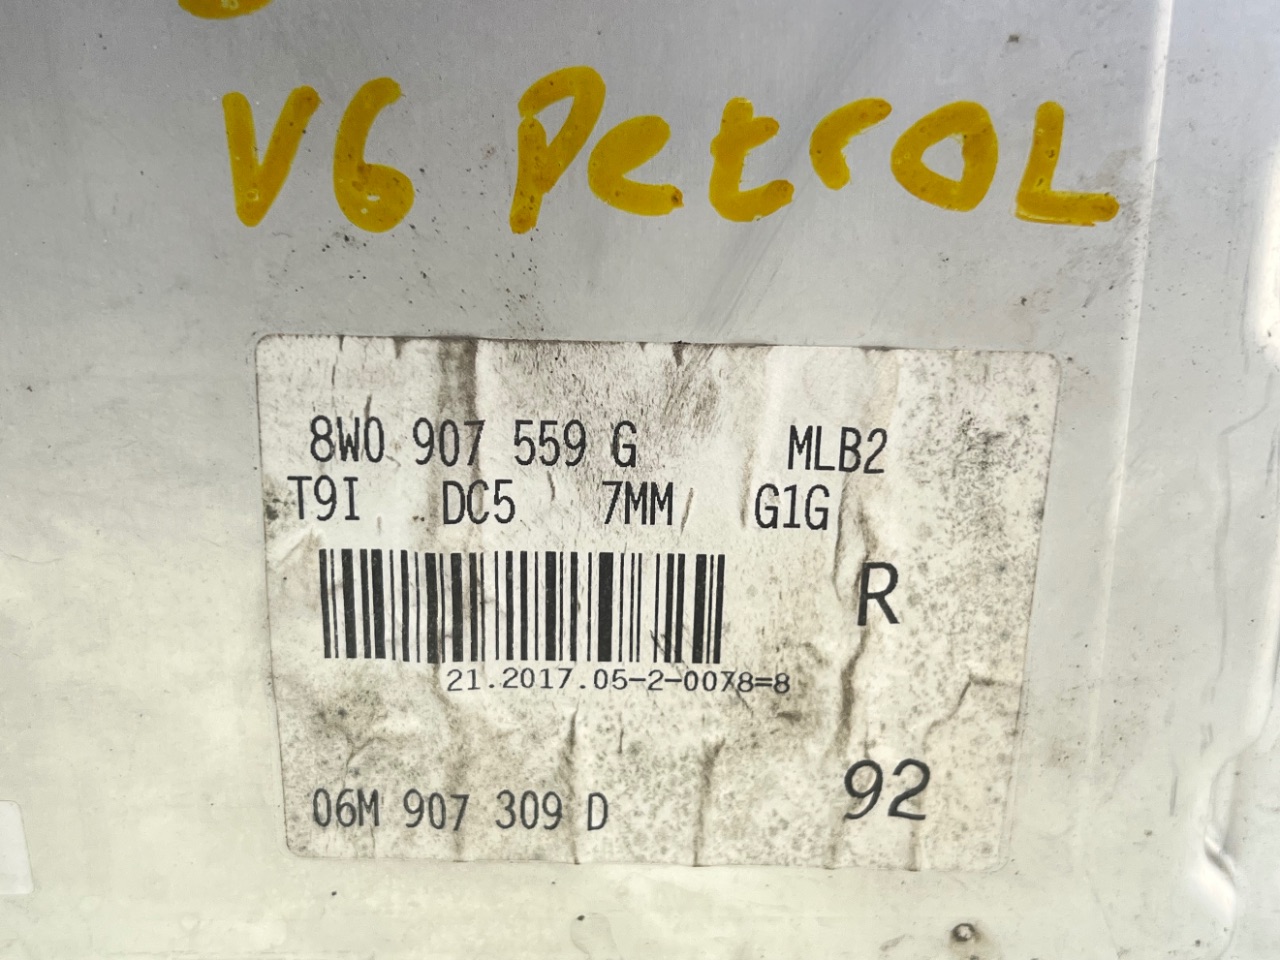 V6 PetrOL
8W0 907 559 G MLB2
T9I DC5 7MM G1G
R
21.2017.05-2-0078=8
92
06M 907 309 D